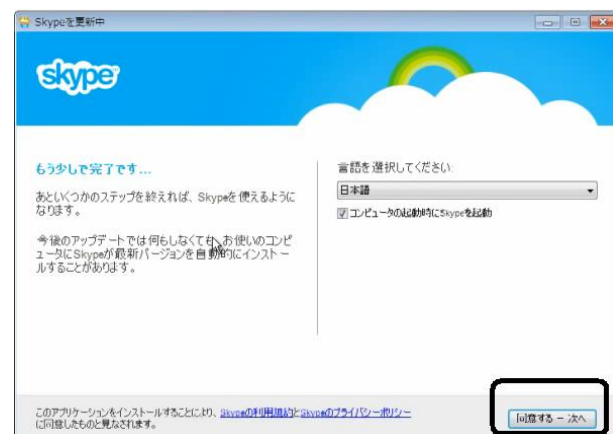 Skypeを更新中
skype
もう少しで完了です...
あといくつかのステップを終えれば、Skypeを使えるように
なります。
今後のアップデートでは何もしなくても、お使いのコンピ
ュータにSkypeが最新バージョンを自動的にインストー
ルすることがあります。
言語を選択してください:
日本語
コンピュータの起動時にSkypeを起動
このアプリケーションをインストールすることにより、Skypeの利用規約とSkypeのプライバシーポリシー
に同意したものと見なされます。
同意する - 次へ